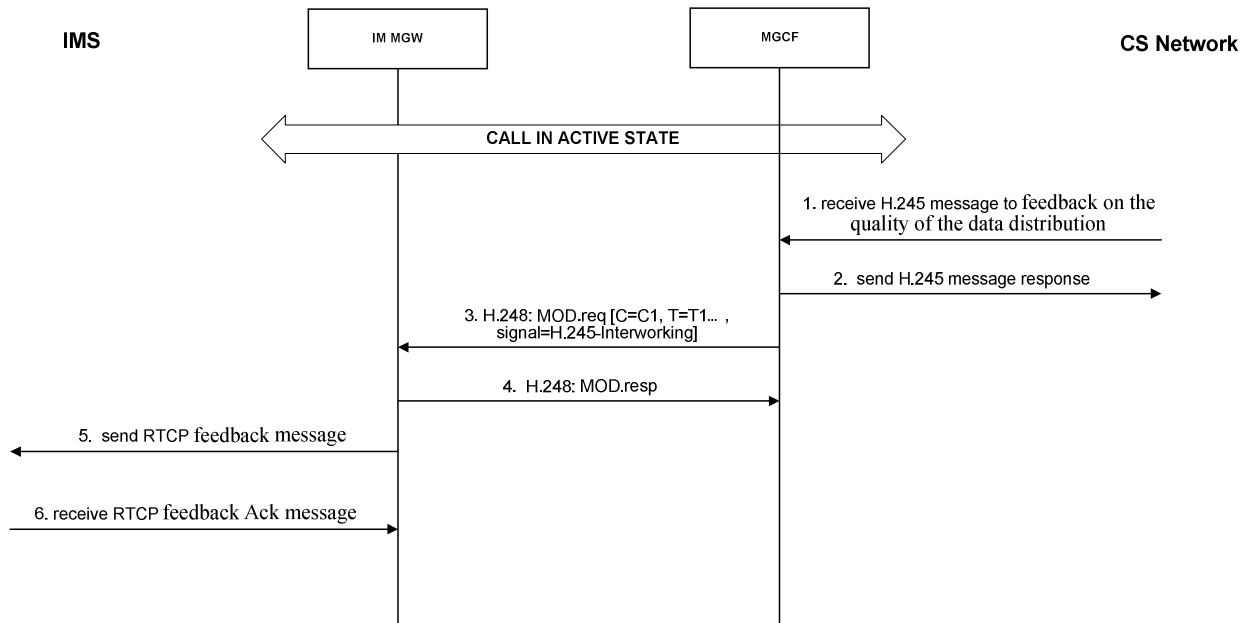 IMS
IM MGW
MGCF
CS Network
CALL IN ACTIVE STATE
1. receive H.245 message to feedback on the
quality of the data distribution
2. send H.245 message response
3. H.248: MOD.req [C=C1, T=T1... ,
signal=H.245-Interworking]
4. H.248: MOD.resp
5. send RTCP feedback message
6. receive RTCP feedback Ack message